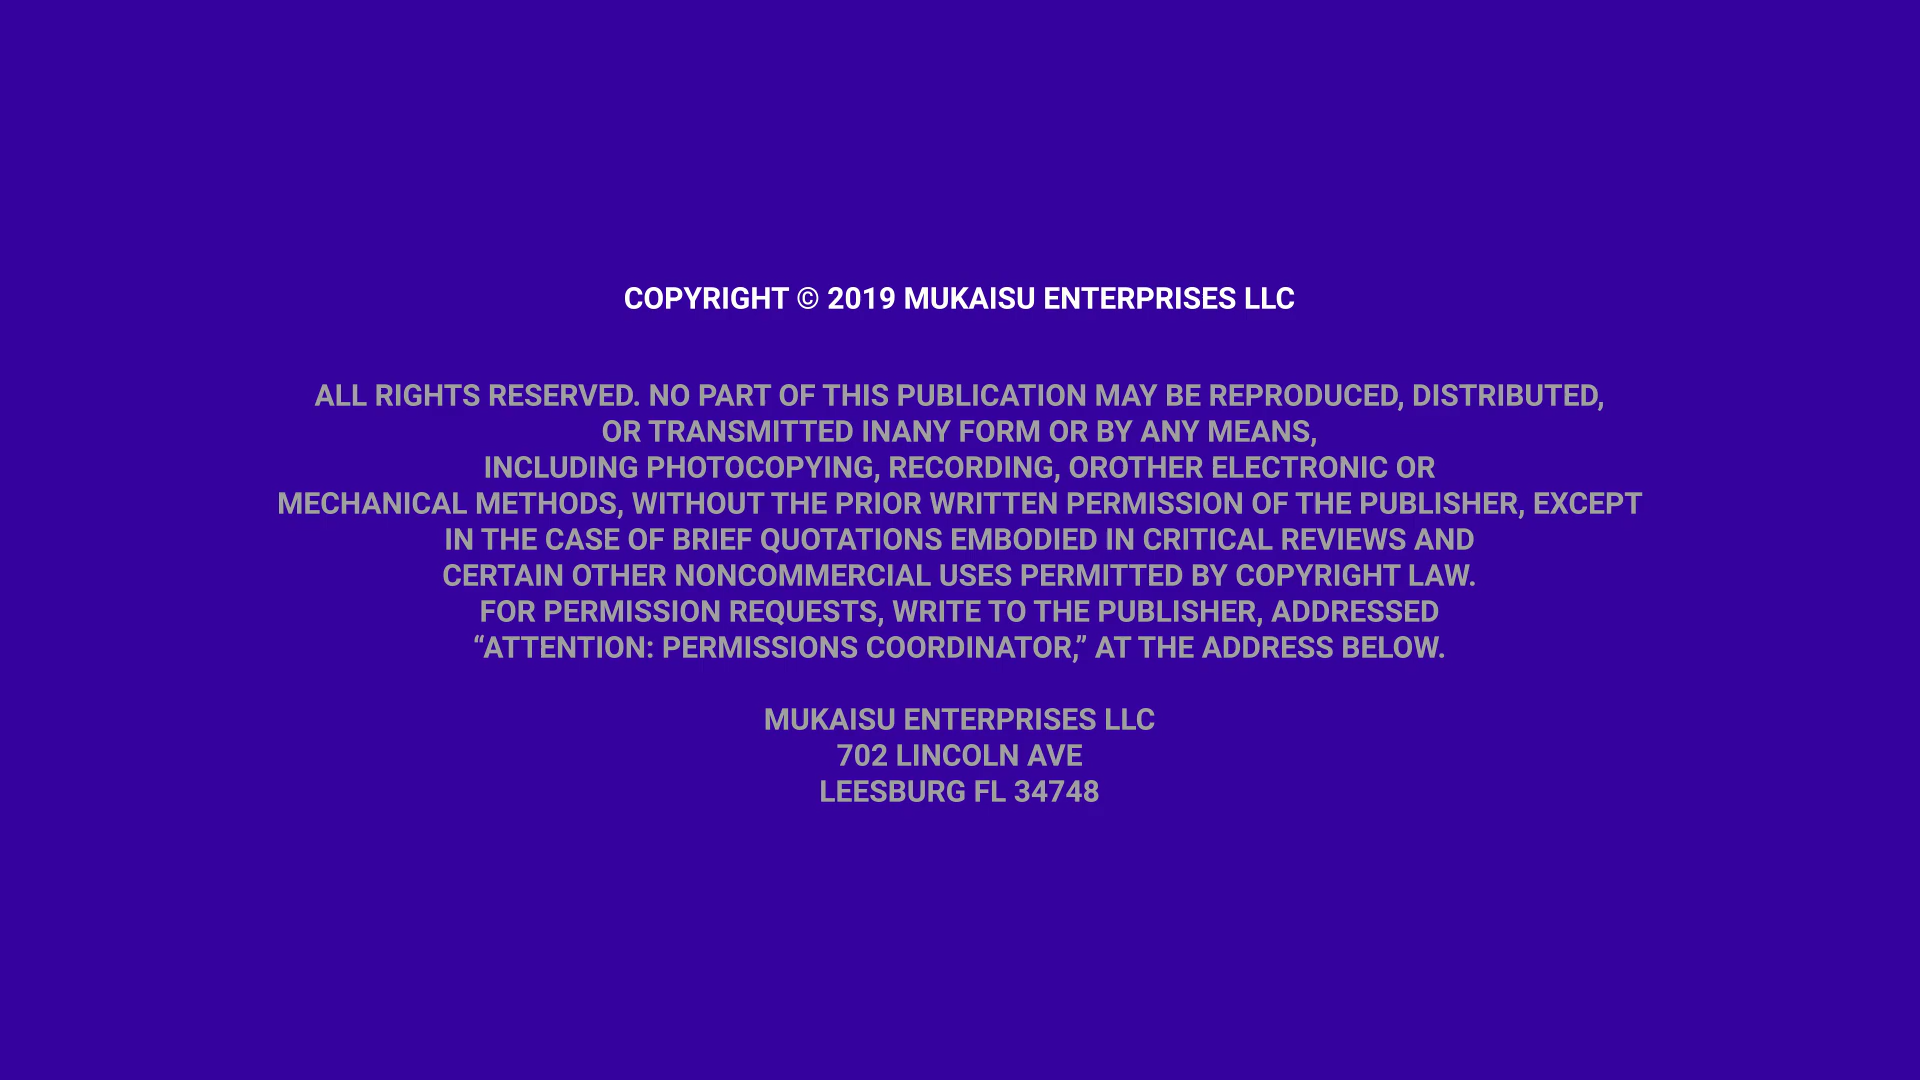 COPYRIGHT © 2019 MUKAISU ENTERPRISES LLC
ALL RIGHTS RESERVED. NO PART OF THIS PUBLICATION MAY BE REPRODUCED, DISTRIBUTED,
OR TRANSMITTED INANY FORM OR BY ANY MEANS,
INCLUDING PHOTOCOPYING, RECORDING, OROTHER ELECTRONIC OR
MECHANICAL METHODS, WITHOUT THE PRIOR WRITTEN PERMISSION OF THE PUBLISHER, EXCEPT
IN THE CASE OF BRIEF QUOTATIONS EMBODIED IN CRITICAL REVIEWS AND
CERTAIN OTHER NONCOMMERCIAL USES PERMITTED BY COPYRIGHT LAW.
FOR PERMISSION REQUESTS, WRITE TO THE PUBLISHER, ADDRESSED
“ATTENTION: PERMISSIONS COORDINATOR,” AT THE ADDRESS BELOW.
MUKAISU ENTERPRISES LLC
702 LINCOLN AVE
LEESBURG FL 34748